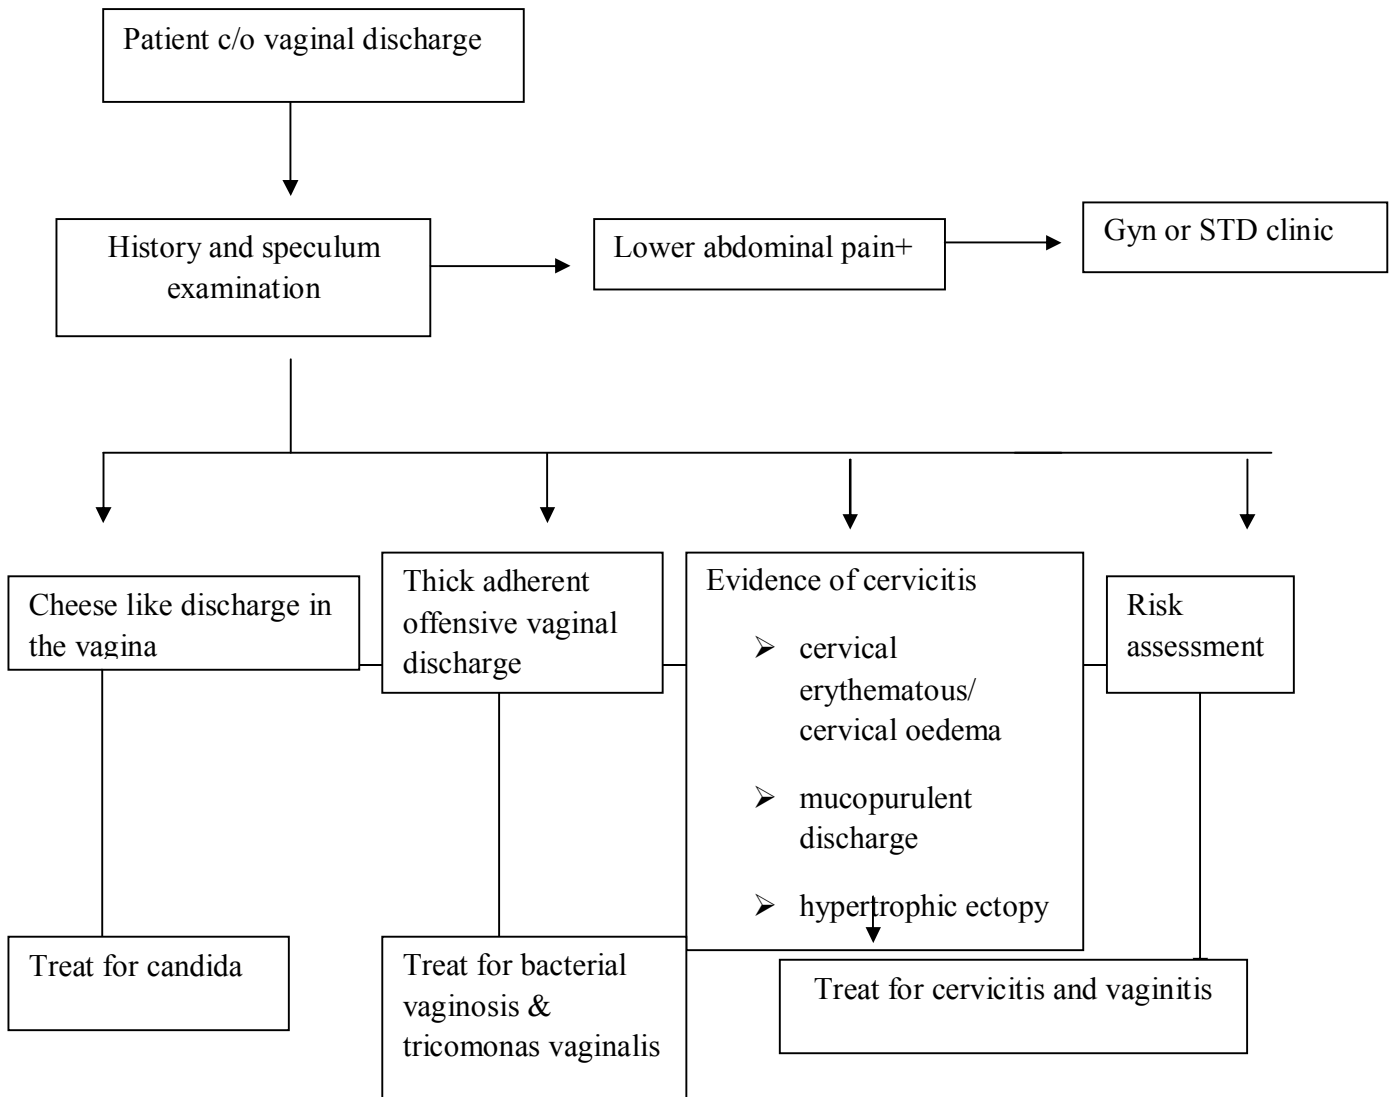 Patient c/o vaginal discharge
History and speculum
examination
Lower abdominal pain+
Gyn or STD clinic
Cheese like discharge in
the vagina
Thick adherent
offensive vaginal
discharge
Evidence of cervicitis
➢ cervical
erythematous/
cervical oedema
➢ mucopurulent
discharge
➢ hypertrophic ectopy
Risk
assessment
Treat for candida
Treat for bacterial
vaginosis &
tricomonas vaginalis
Treat for cervicitis and vaginitis